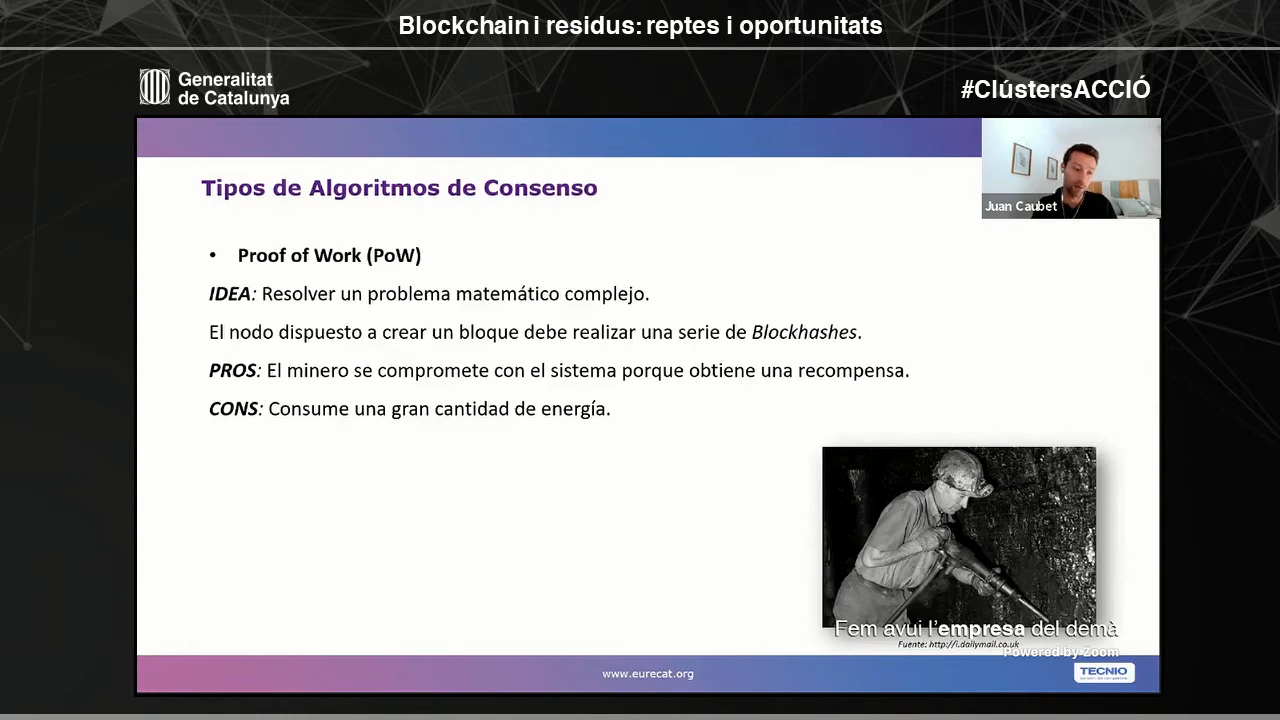 Blockchain i residus: reptes i oportunitats
Generalitat
de Catalunya
#ClústersACCIÓ
Juan Caubet
Tipos de Algoritmos de Consenso
• Proof of Work (PoW)
IDEA: Resolver un problema matemático complejo.
El nodo dispuesto a crear un bloque debe realizar una serie de Blockhashes.
PROS: El minero se compromete con el sistema porque obtiene una recompensa.
CONS: Consume una gran cantidad de energía.
Fem avui l'empresa del demà
Fuente: http://i.dailymail.co.uk
Powered by Zoom
www.eurecat.org
TECNIO